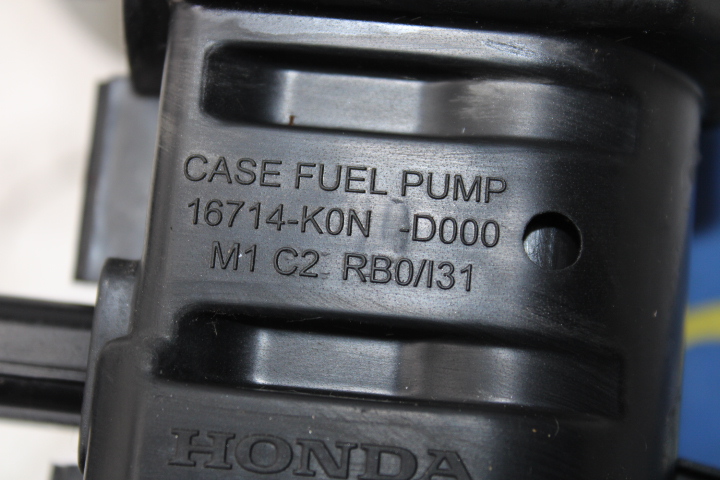 CASE FUEL PUMP
16714-K0N -D000
M1 C2 RB0/I31
HONDA